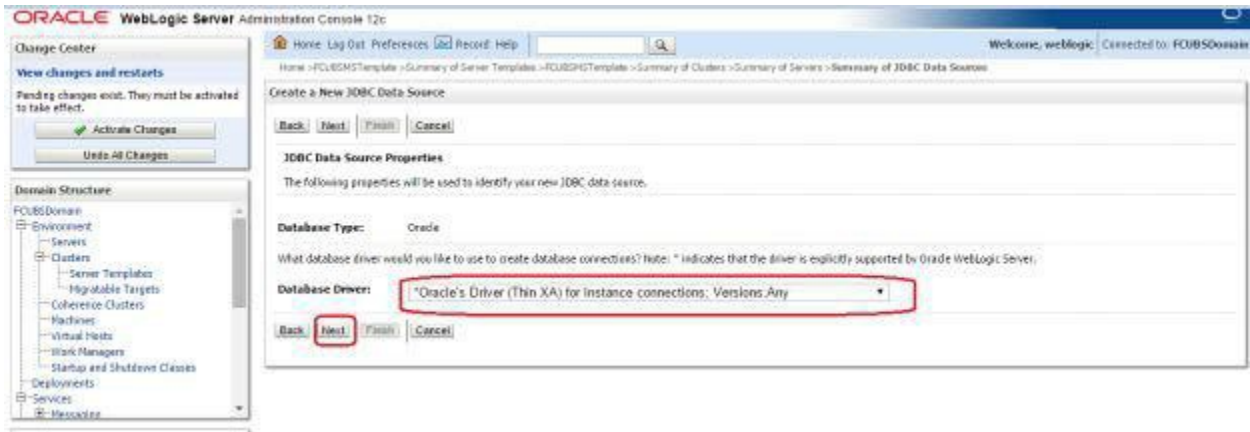 ORACLE WebLogic Server Administration Console 12c
Change Center
View changes and restarts
Pending changes exist. They must be activated
to take effect.
Activate Changes
Undo All Changes
Domain Structure
FCUBSDomain
Environment
Servers
Clusters
Server Templates
Migratable Targets
Coherence Clusters
Machines
Virtual Hosts
Work Managers
Startup and Shutdown Classes
Deployments
Services
Messaging
Home Log Out Preferences Record Help
Welcome, weblogic Connected to: FCUBSDomain
Home >FCUBSMSTemplate >Summary of Server Templates >FCUBSMSTemplate >Summary of Clusters >Summary of Servers >Summary of JDBC Data Sources
Create a New JDBC Data Source
Back Next Finish Cancel
JDBC Data Source Properties
The following properties will be used to identify your new JDBC data source.
Database Type: Oracle
What database driver would you like to use to create database connections? Note: * indicates that the driver is explicitly supported by Oracle WebLogic Server.
Database Driver: *Oracle's Driver (Thin XA) for Instance connections; Versions:Any
Back Next Finish Cancel